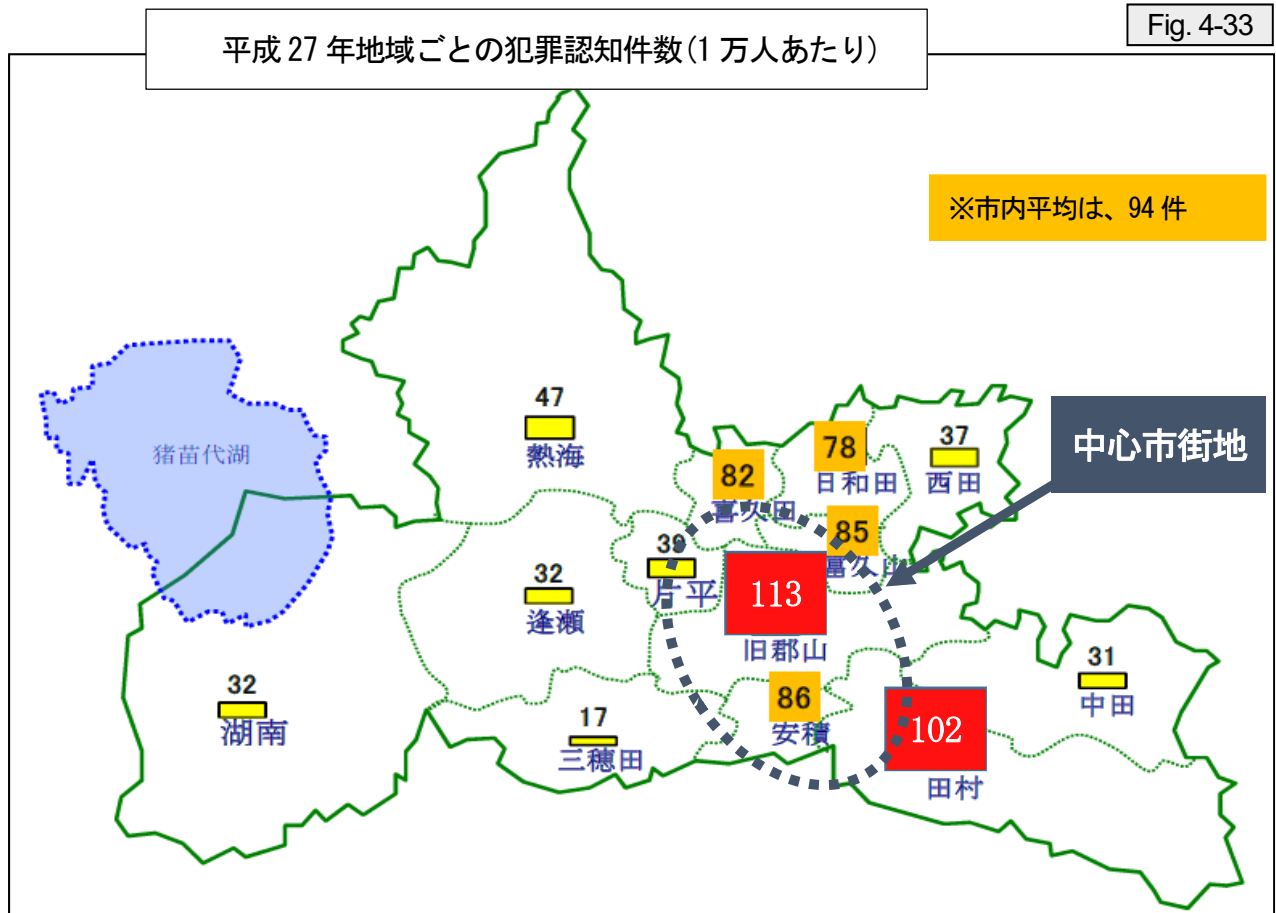 Fig. 4-33
平成 27 年地域ごとの犯罪認知件数(1 万人あたり)
※市内平均は、94 件
中心市街地
猪苗代湖
47
熱海
82
喜久田
78
日和田
37
西田
85
富久山
39
片平
32
逢瀬
113
旧郡山
32
湖南
17
三穂田
86
安積
102
田村
31
中田